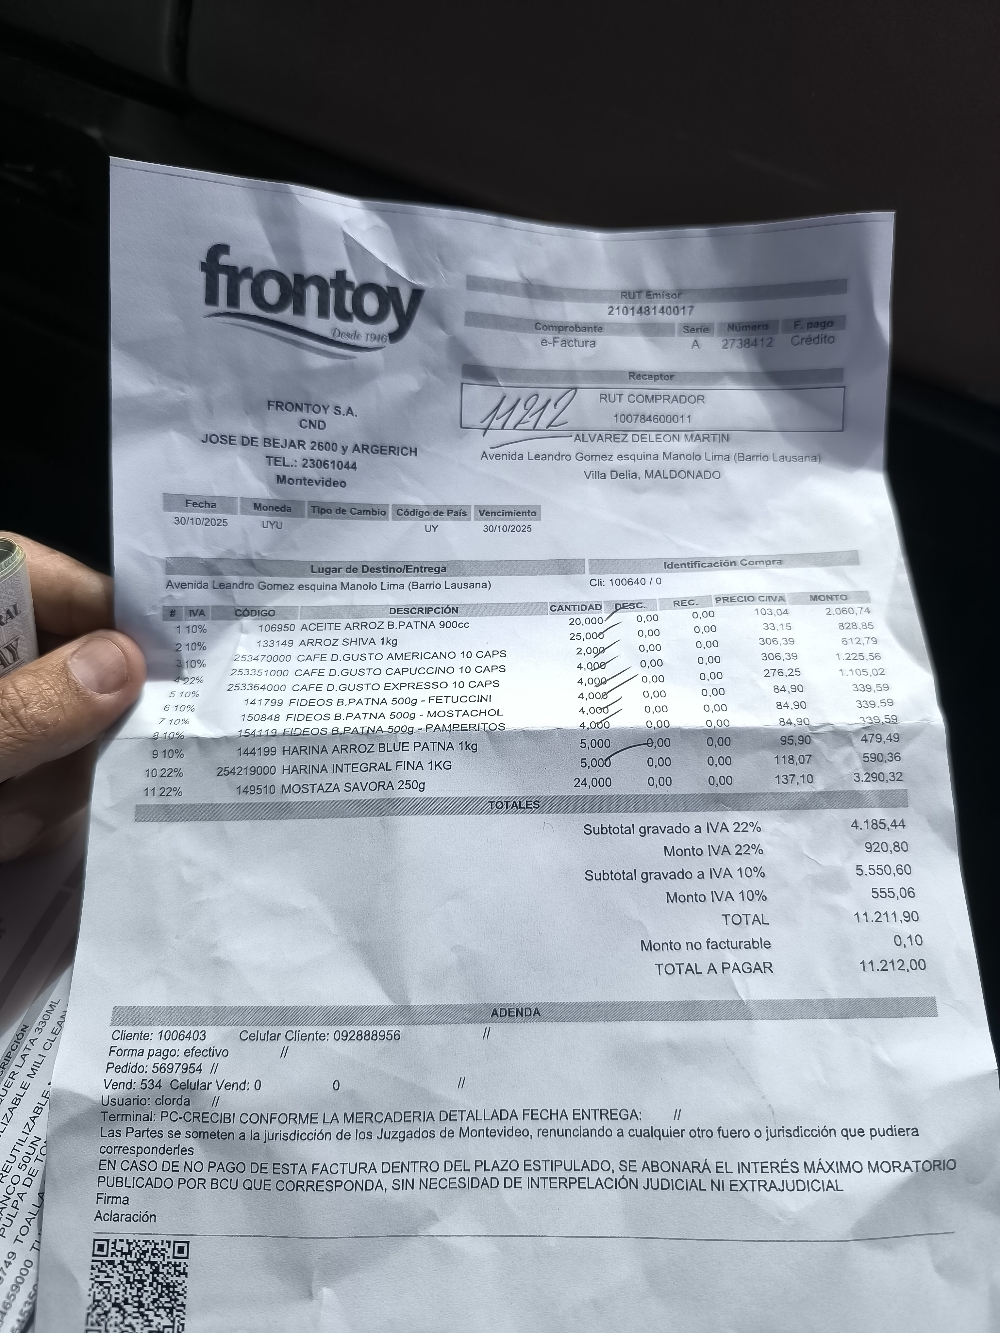 frontoy
Desde 1946
RUT Emisor
210148140017
Comprobante Serie Número F. pago
e-Factura A 2738412 Crédito
Receptor
11212
RUT COMPRADOR
100784600011
ALVAREZ DELEON MARTIN
Avenida Leandro Gomez esquina Manolo Lima (Barrio Lausana)
Villa Delia, MALDONADO
FRONTOY S.A.
CND
JOSE DE BEJAR 2600 y ARGERICH
TEL.: 23061044
Montevideo
Fecha Moneda Tipo de Cambio Código de País Vencimiento
30/10/2025 UYU UY 30/10/2025
Lugar de Destino/Entrega Identificación Compra
Avenida Leandro Gomez esquina Manolo Lima (Barrio Lausana) Cli: 100640 / 0
# IVA CÓDIGO DESCRIPCIÓN CANTIDAD DESC. REC. PRECIO C/IVA MONTO
1 10% 106950 ACEITE ARROZ B.PATNA 900cc 20,000 0,00 0,00 103,04 2.060,74
2 10% 133149 ARROZ SHIVA 1kg 25,000 0,00 0,00 33,15 828,85
3 10% 253470000 CAFE D.GUSTO AMERICANO 10 CAPS 2,000 0,00 0,00 306,39 612,79
4 22% 253351000 CAFE D.GUSTO CAPUCCINO 10 CAPS 4,000 0,00 0,00 306,39 1.225,56
5 10% 253364000 CAFE D.GUSTO EXPRESSO 10 CAPS 4,000 0,00 0,00 276,25 1.105,02
6 10% 141799 FIDEOS B.PATNA 500g - FETUCCINI 4,000 0,00 0,00 84,90 339,59
7 10% 150848 FIDEOS B.PATNA 500g - MOSTACHOL 4,000 0,00 0,00 84,90 339,59
8 10% 154119 FIDEOS B.PATNA 500g - PAMPERITOS 4,000 0,00 0,00 84,90 339,59
9 10% 144199 HARINA ARROZ BLUE PATNA 1kg 5,000 0,00 0,00 95,90 479,49
10 22% 254219000 HARINA INTEGRAL FINA 1KG 5,000 0,00 0,00 118,07 590,36
11 22% 149510 MOSTAZA SAVORA 250g 24,000 0,00 0,00 137,10 3.290,32
TOTALES
Subtotal gravado a IVA 22% 4.185,44
Monto IVA 22% 920,80
Subtotal gravado a IVA 10% 5.550,60
Monto IVA 10% 555,06
TOTAL 11.211,90
Monto no facturable 0,10
TOTAL A PAGAR 11.212,00
ADENDA
Cliente: 1006403 Celular Cliente: 092888956 //
Forma pago: efectivo //
Pedido: 5697954 //
Vend: 534 Celular Vend: 0 0 //
Usuario: clorda //
Terminal: PC-CRECIBI CONFORME LA MERCADERIA DETALLADA FECHA ENTREGA: //
Las Partes se someten a la jurisdicción de los Juzgados de Montevideo, renunciando a cualquier otro fuero o jurisdicción que pudiera
corresponderles
EN CASO DE NO PAGO DE ESTA FACTURA DENTRO DEL PLAZO ESTIPULADO, SE ABONARÁ EL INTERÉS MÁXIMO MORATORIO
PUBLICADO POR BCU QUE CORRESPONDA, SIN NECESIDAD DE INTERPELACIÓN JUDICIAL NI EXTRAJUDICIAL
Firma
Aclaración
LATA 330ML
MILI CLEAN
REUTILIZABLE
50UN
PULPA DE
TOALLA